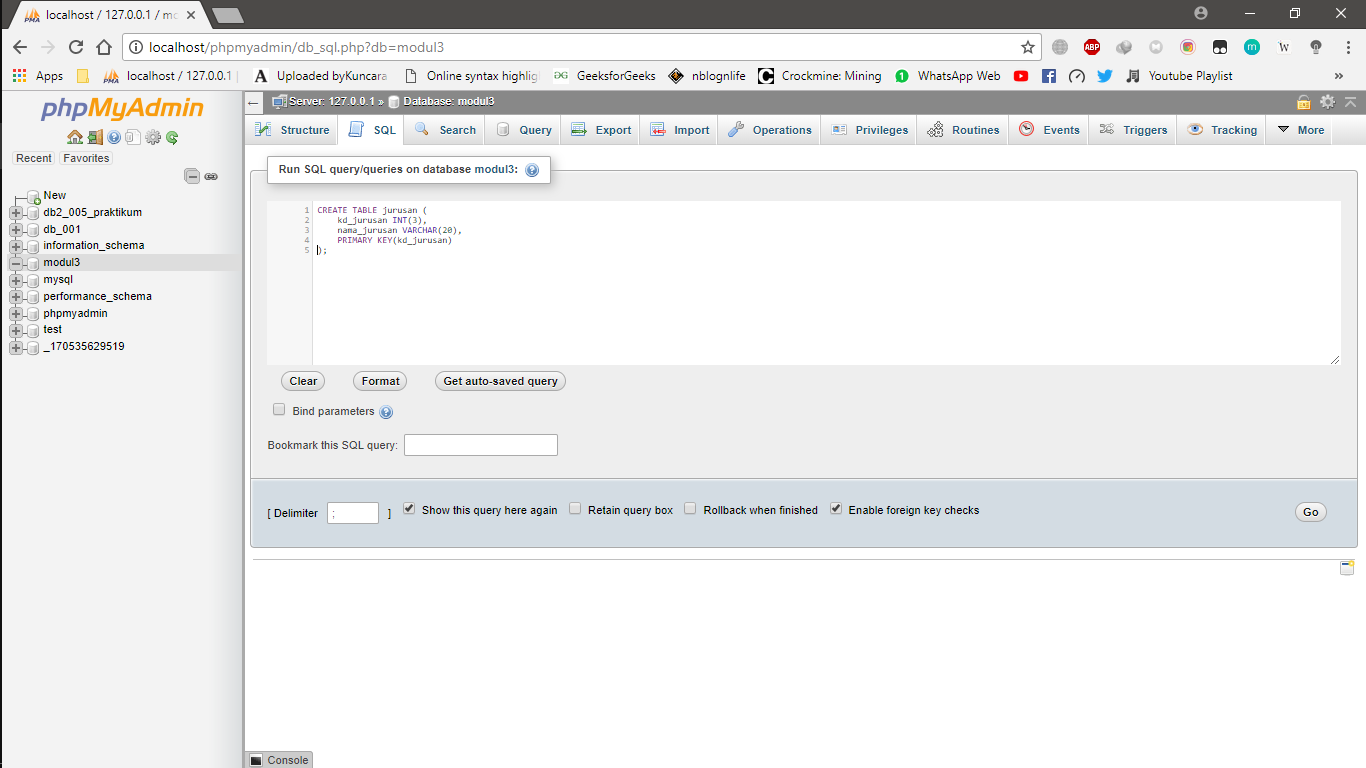 localhost / 127.0.0.1 / mo
localhost/phpmyadmin/db_sql.php?db=modul3
ABP
m
W
Apps
localhost / 127.0.0.1
Uploaded byKuncara
Online syntax highlig
GeeksforGeeks
nblognlife
Crockmine: Mining
WhatsApp Web
Youtube Playlist
»
phpMyAdmin
Recent
Favorites
New
db2_005_praktikum
db_001
information_schema
modul3
mysql
performance_schema
phpmyadmin
test
_170535629519
Server: 127.0.0.1 » Database: modul3
Structure
SQL
Search
Query
Export
Import
Operations
Privileges
Routines
Events
Triggers
Tracking
More
Run SQL query/queries on database modul3:
1 CREATE TABLE jurusan (
2 kd_jurusan INT(3),
3 nama_jurusan VARCHAR(20),
4 PRIMARY KEY(kd_jurusan)
5 );
Clear
Format
Get auto-saved query
Bind parameters
Bookmark this SQL query:
[ Delimiter ; ]
Show this query here again
Retain query box
Rollback when finished
Enable foreign key checks
Go
Console